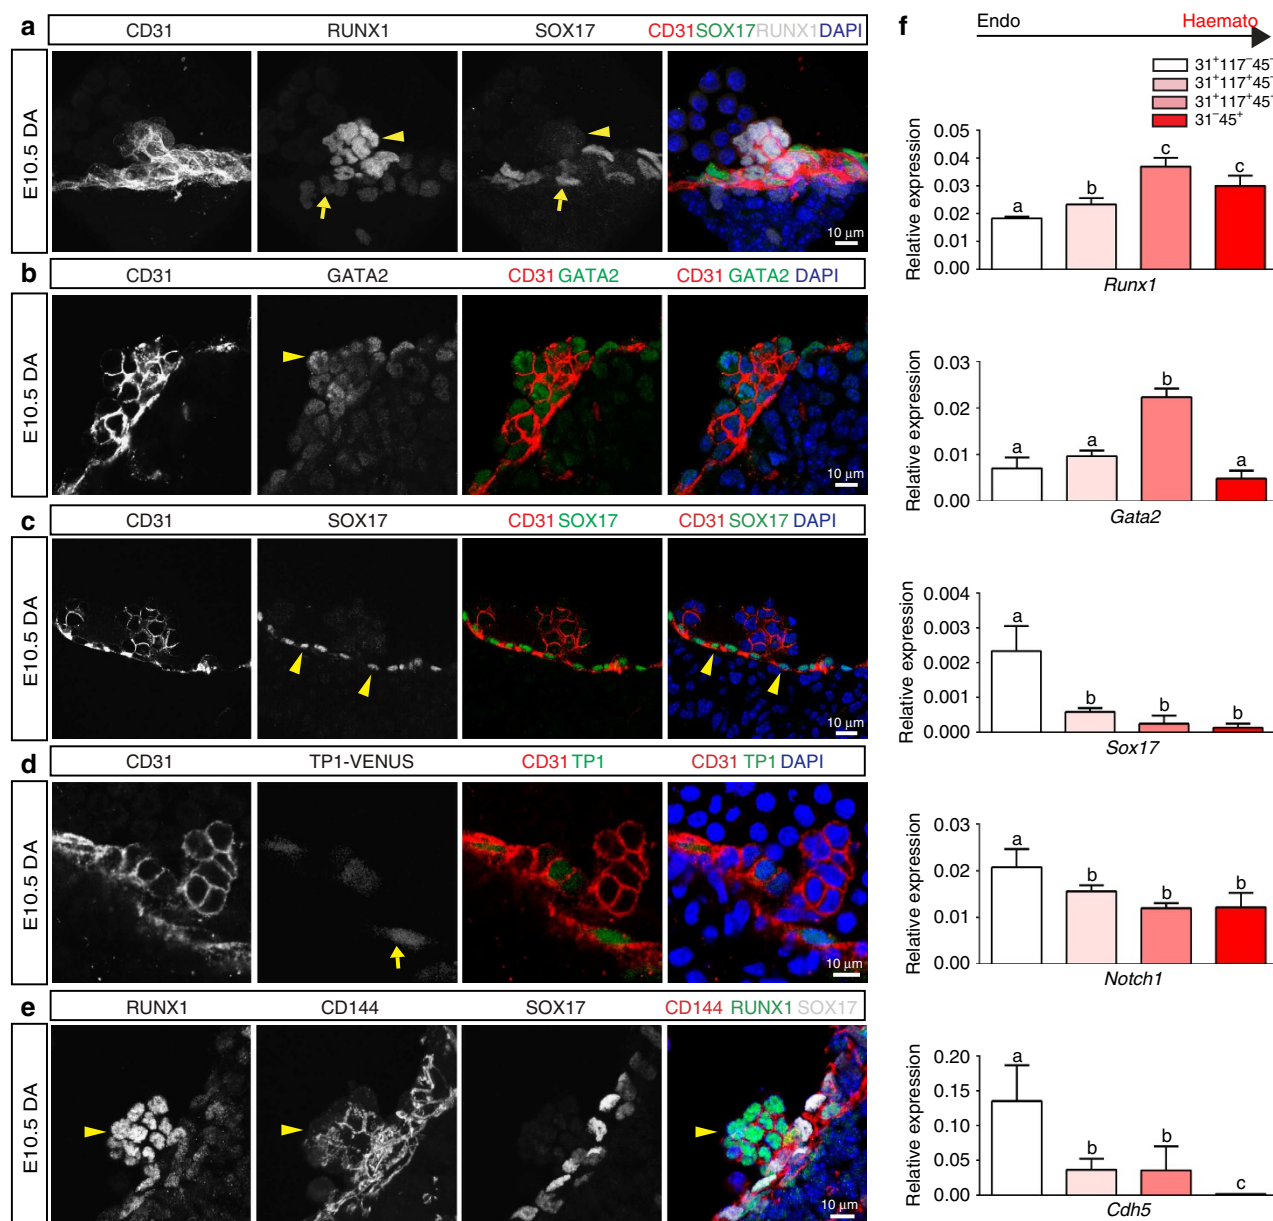 a
CD31 RUNX1 SOX17 CD31 SOX17 RUNX1 DAPI
E10.5 DA
10 µm
b
CD31 GATA2 CD31 GATA2 CD31 GATA2 DAPI
E10.5 DA
10 µm
c
CD31 SOX17 CD31 SOX17 CD31 SOX17 DAPI
E10.5 DA
10 µm
d
CD31 TP1-VENUS CD31 TP1 CD31 TP1 DAPI
E10.5 DA
10 µm
e
RUNX1 CD144 SOX17 CD144 RUNX1 SOX17
E10.5 DA
10 µm
f
Endo Haemato
31⁺117⁻45⁻
31⁺117⁺45⁻
31⁺117⁺45⁻
31⁻45⁺
Relative expression
0.05
0.04
0.03
0.02
0.01
0.00
a b c c
Runx1
Relative expression
0.03
0.02
0.01
0.00
a a b a
Gata2
Relative expression
0.004
0.003
0.002
0.001
0.000
a b b b
Sox17
Relative expression
0.03
0.02
0.01
0.00
a b b b
Notch1
Relative expression
0.20
0.15
0.10
0.05
0.00
a b b c
Cdh5